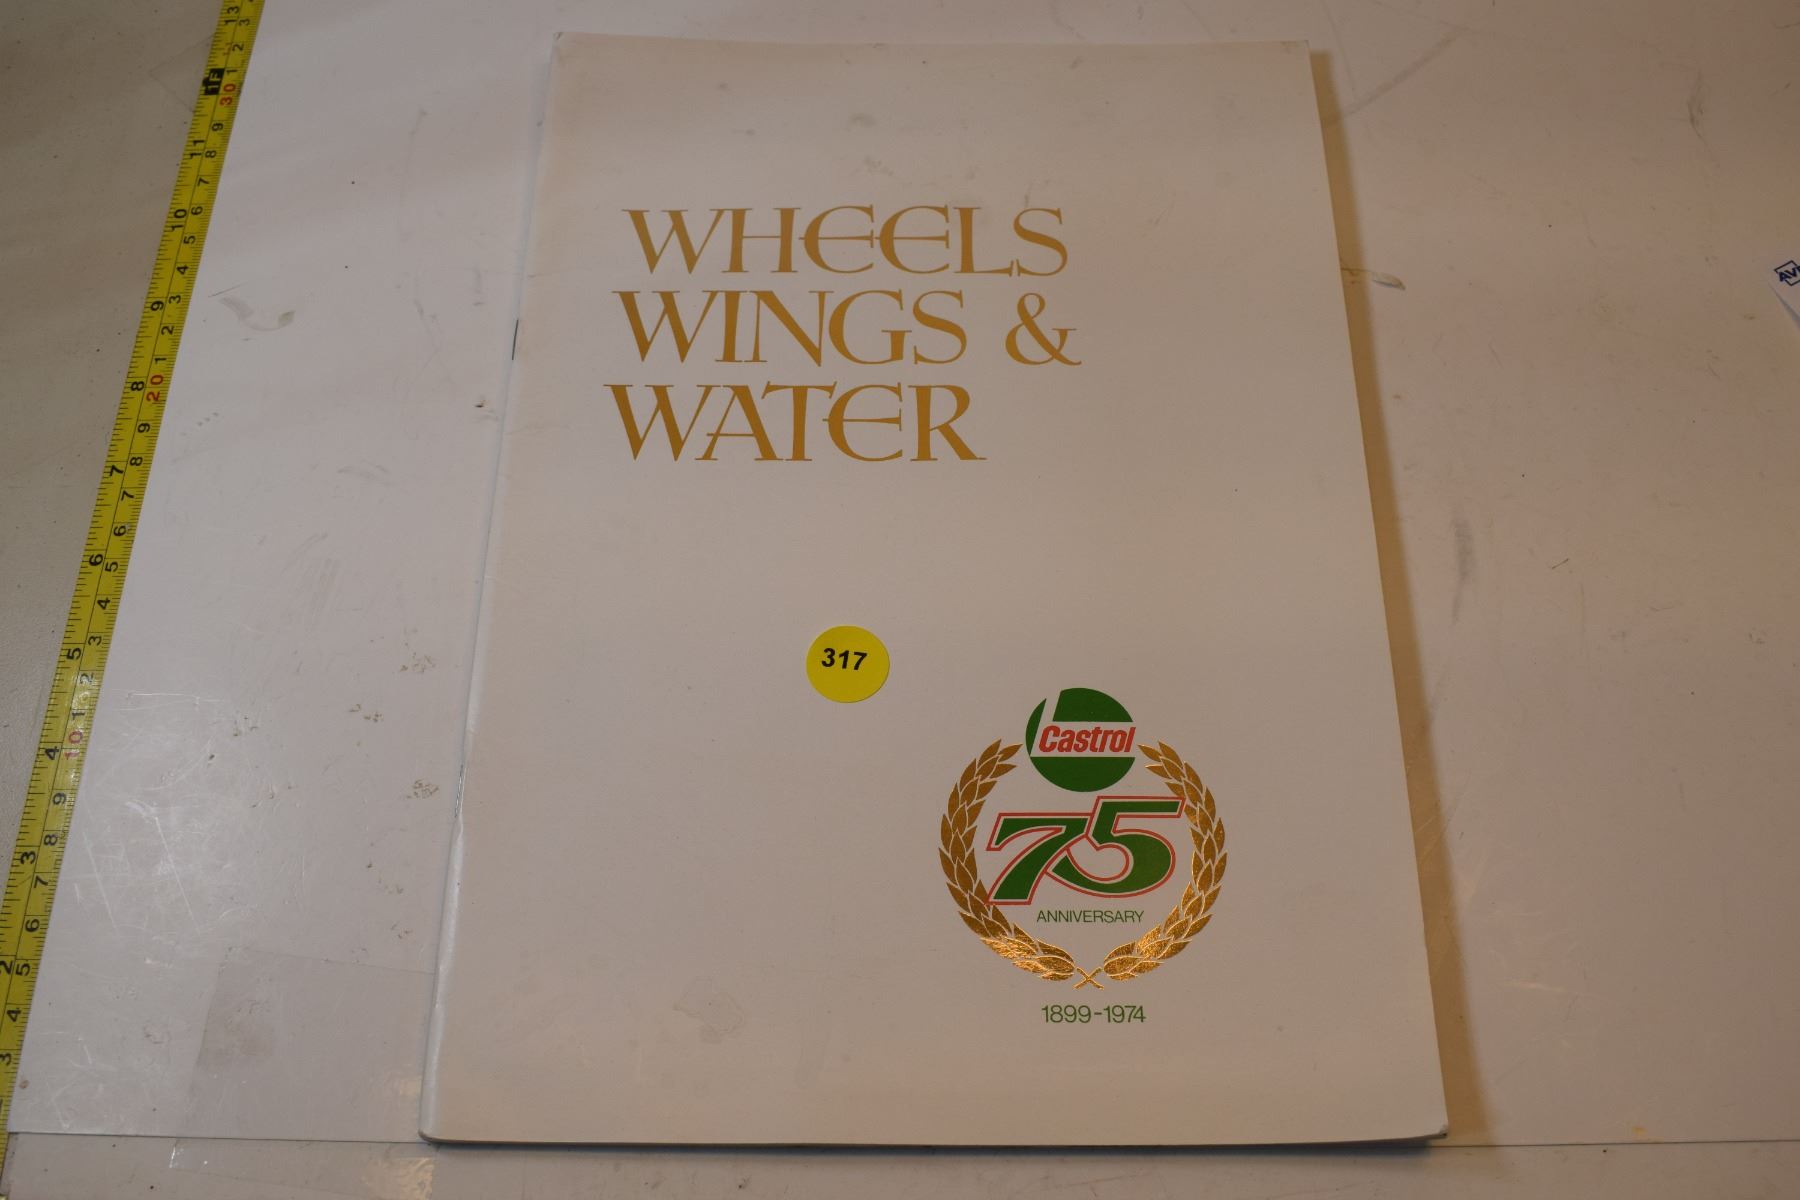 WHEELS
WINGS &
WATER
317
Castrol
75
ANNIVERSARY
1899-1974